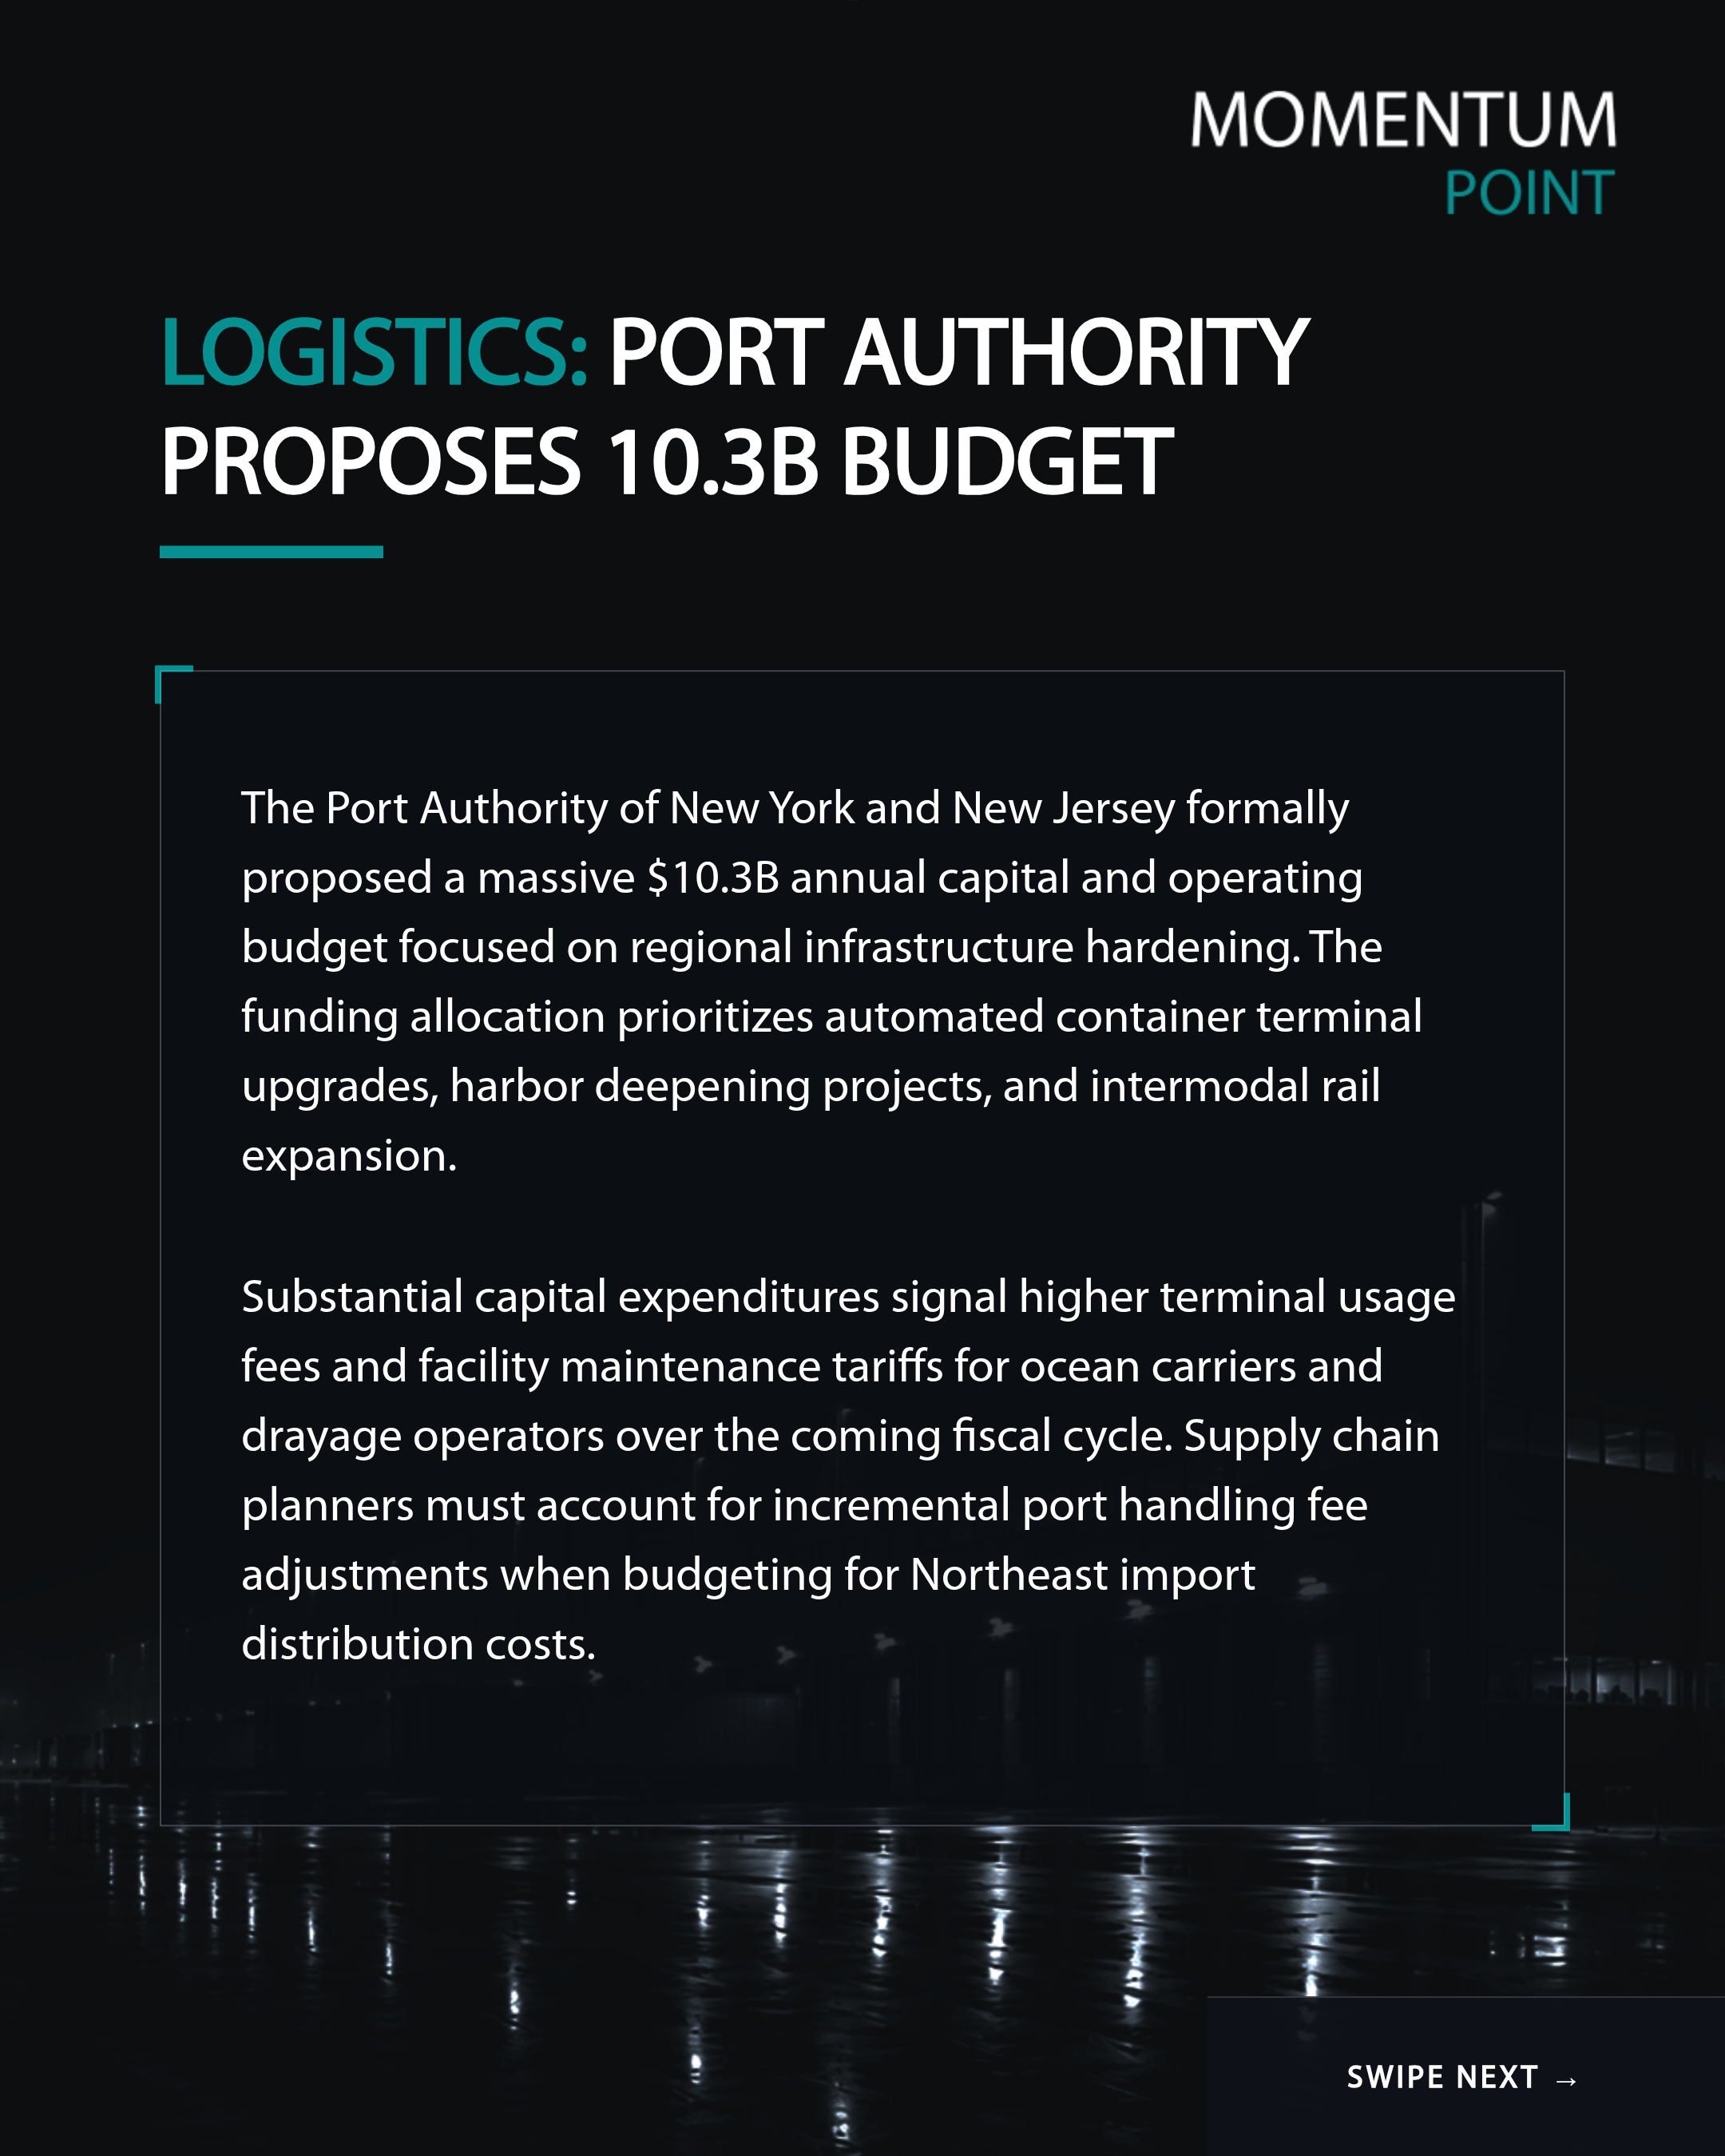 MOMENTUM
POINT
LOGISTICS: PORT AUTHORITY
PROPOSES 10.3B BUDGET
The Port Authority of New York and New Jersey formally
proposed a massive $10.3B annual capital and operating
budget focused on regional infrastructure hardening. The
funding allocation prioritizes automated container terminal
upgrades, harbor deepening projects, and intermodal rail
expansion.
Substantial capital expenditures signal higher terminal usage
fees and facility maintenance tariffs for ocean carriers and
drayage operators over the coming fiscal cycle. Supply chain
planners must account for incremental port handling fee
adjustments when budgeting for Northeast import
distribution costs.
SWIPE NEXT →